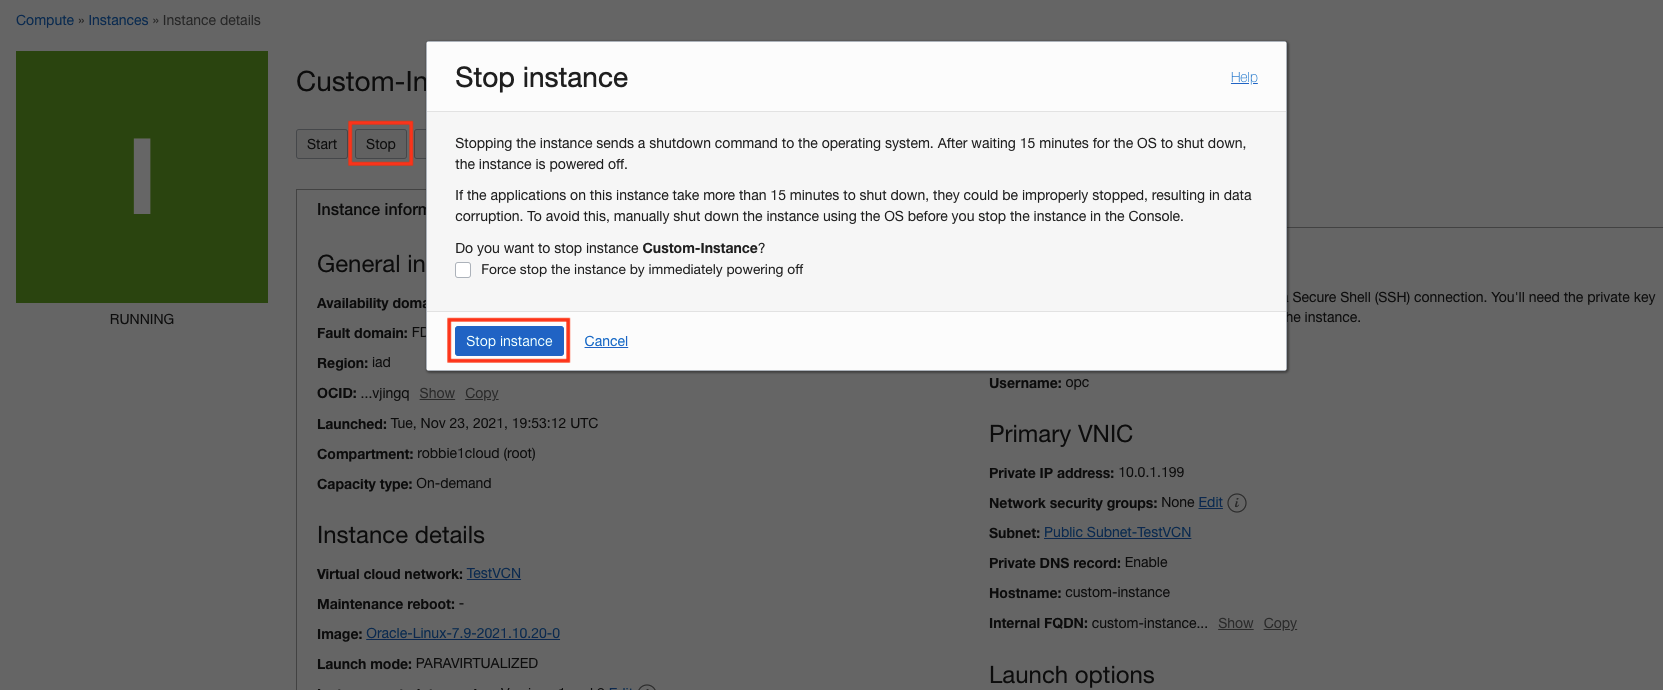 Compute » Instances » Instance details
I
RUNNING
Custom-In
Start Stop
Stop instance
Help
Stopping the instance sends a shutdown command to the operating system. After waiting 15 minutes for the OS to shut down,
the instance is powered off.
If the applications on this instance take more than 15 minutes to shut down, they could be improperly stopped, resulting in data
corruption. To avoid this, manually shut down the instance using the OS before you stop the instance in the Console.
Do you want to stop instance Custom-Instance?
Force stop the instance by immediately powering off
Stop instance Cancel
Instance inforn
General in
Availability doma
Fault domain: FD
Region: iad
OCID: ...vjingq Show Copy
Launched: Tue, Nov 23, 2021, 19:53:12 UTC
Compartment: robbie1cloud (root)
Capacity type: On-demand
Instance details
Virtual cloud network: TestVCN
Maintenance reboot: -
Image: Oracle-Linux-7.9-2021.10.20-0
Launch mode: PARAVIRTUALIZED
Secure Shell (SSH) connection. You'll need the private key
he instance.
Username: opc
Primary VNIC
Private IP address: 10.0.1.199
Network security groups: None Edit
Subnet: Public Subnet-TestVCN
Private DNS record: Enable
Hostname: custom-instance
Internal FQDN: custom-instance... Show Copy
Launch options